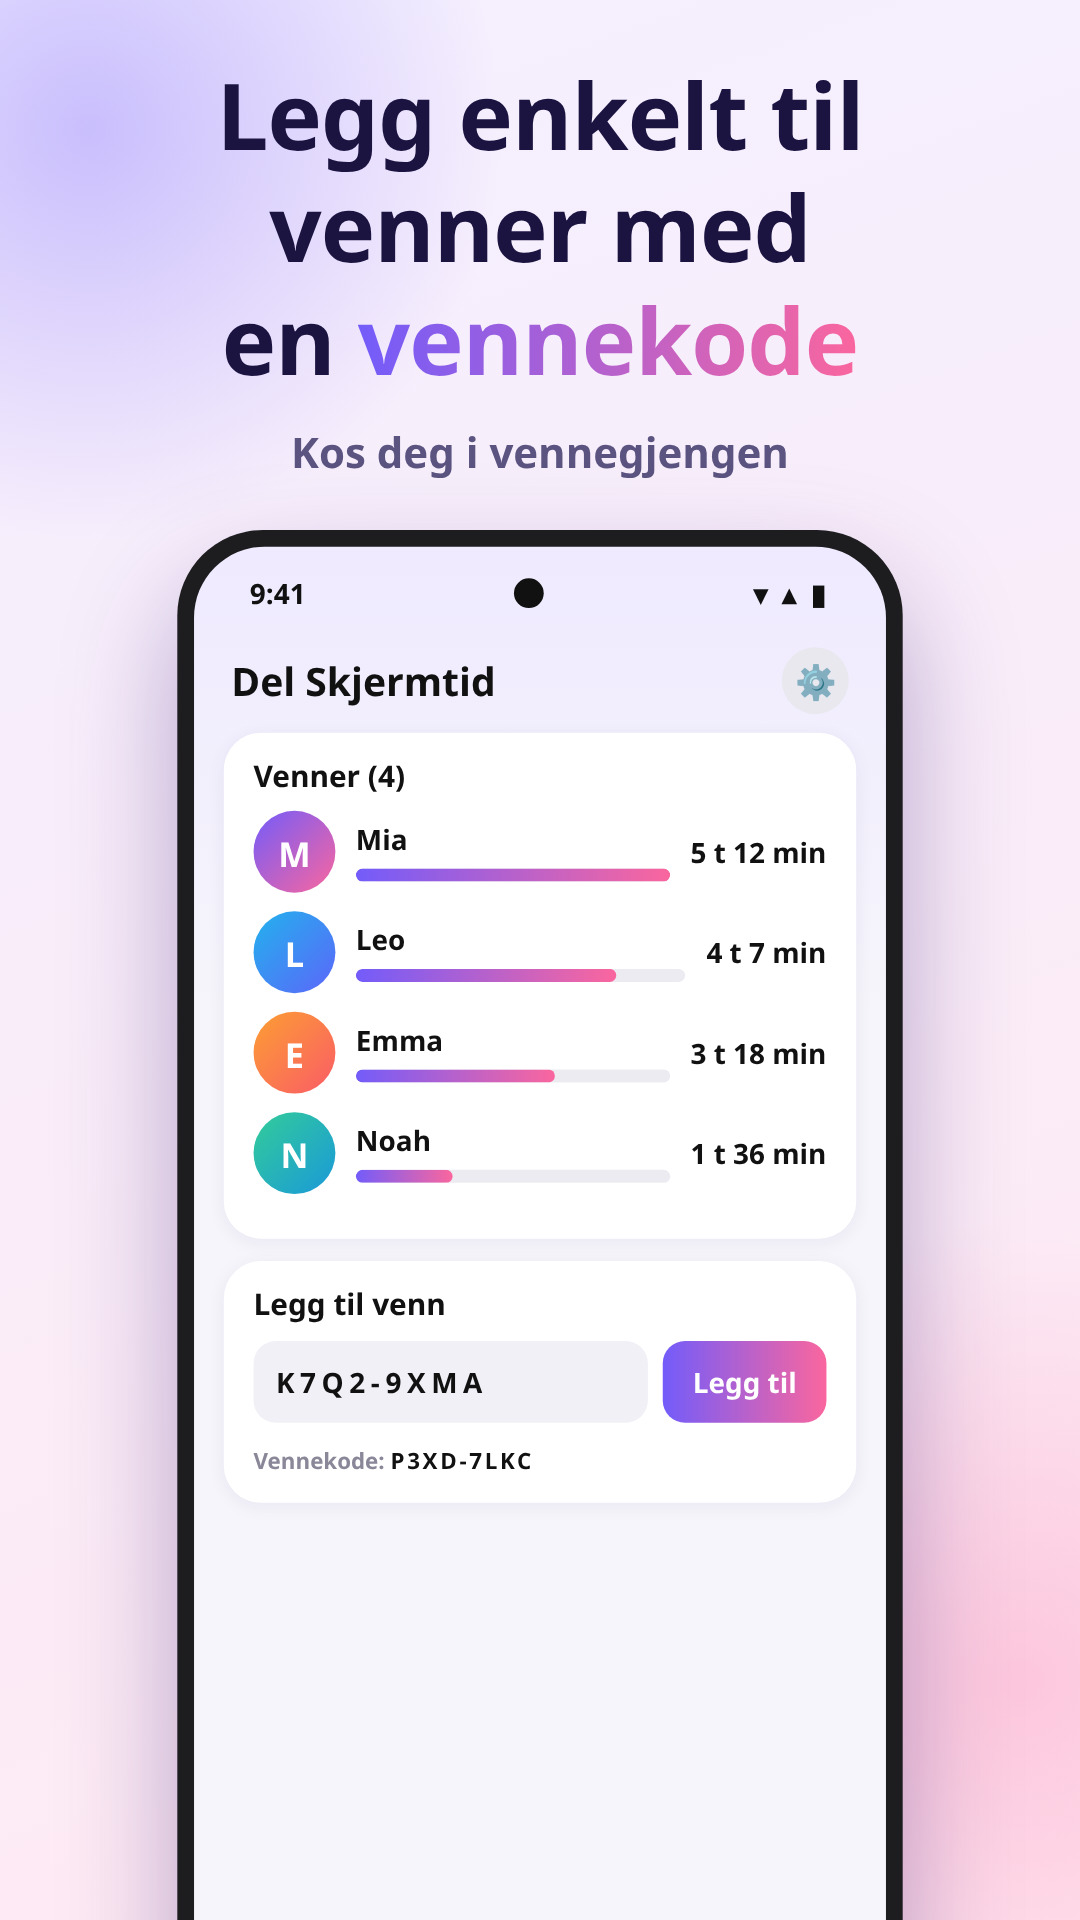 Legg enkelt til
venner med
en vennekode
Kos deg i vennegjengen
9:41
Del Skjermtid
Venner (4)
M
Mia
5 t 12 min
L
Leo
4 t 7 min
E
Emma
3 t 18 min
N
Noah
1 t 36 min
Legg til venn
K7Q2-9XMA
Legg til
Vennekode: P3XD-7LKC